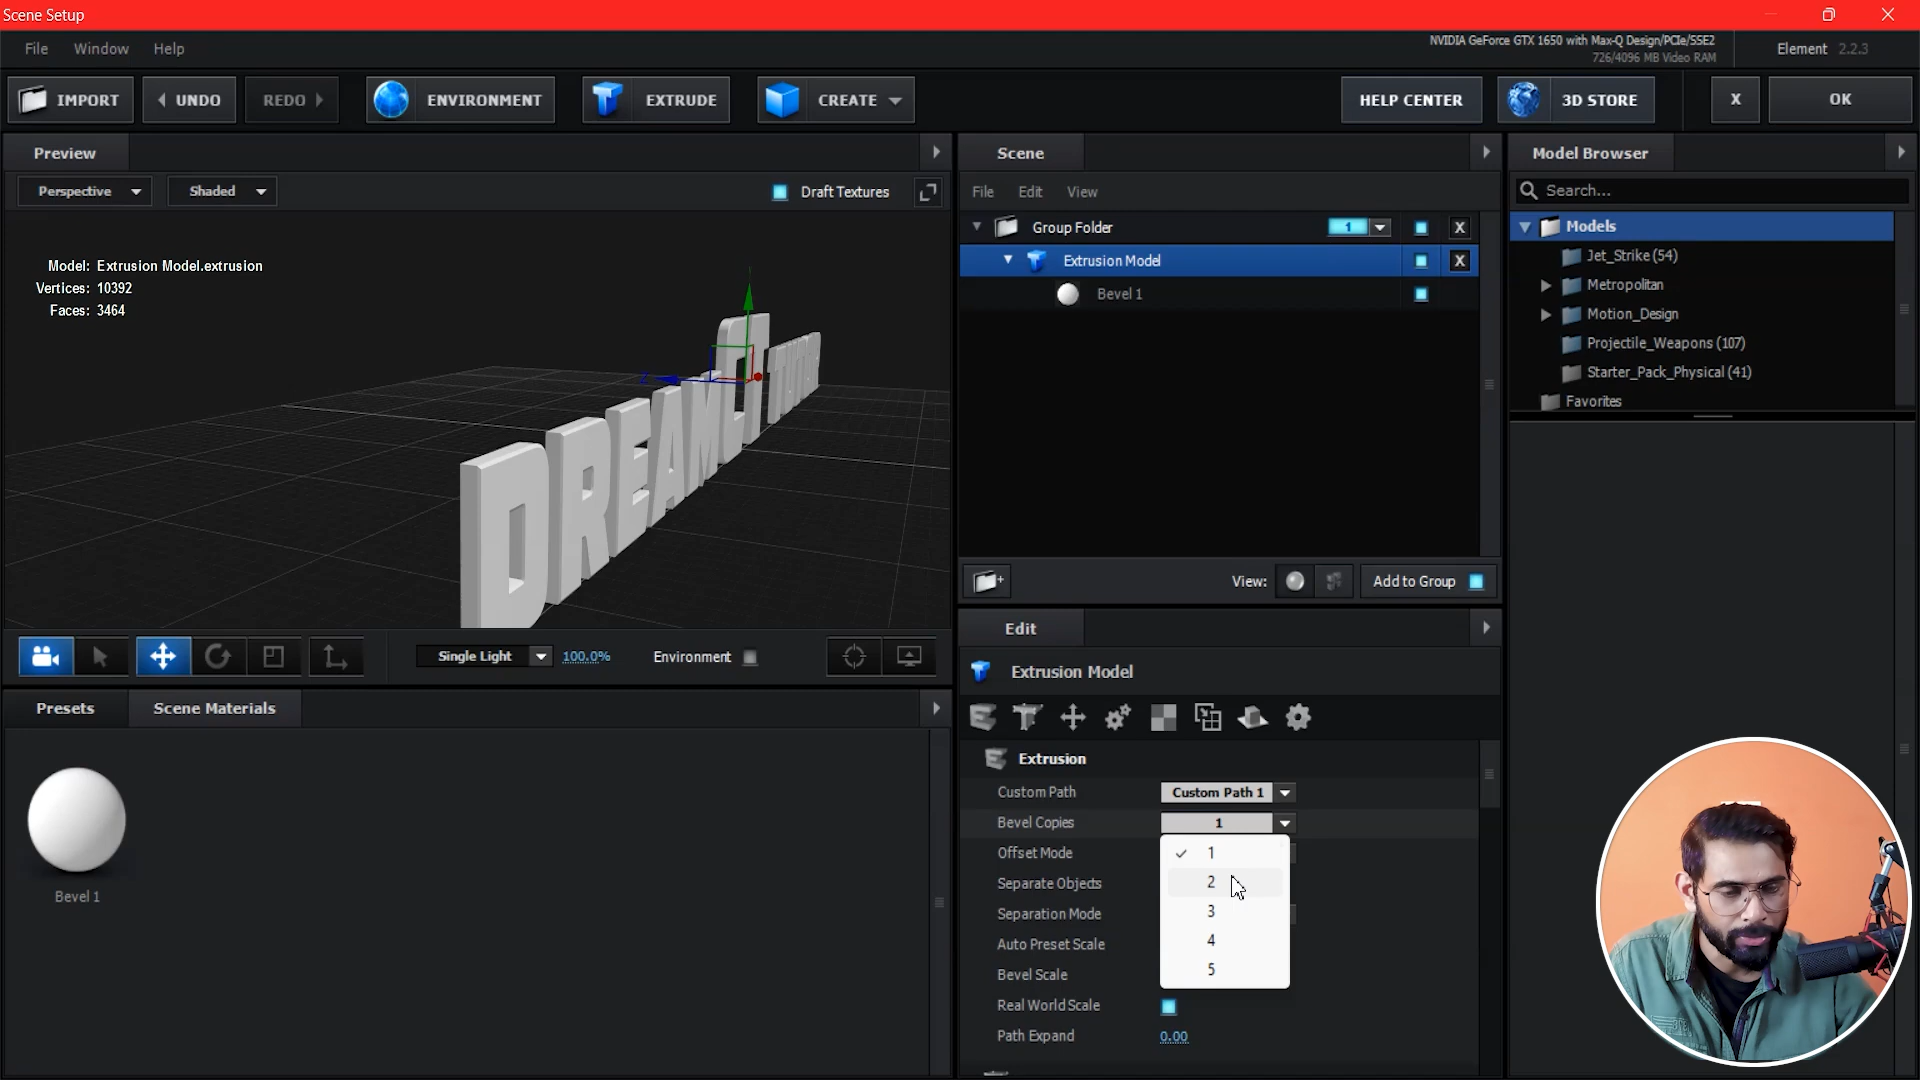 Scene Setup
File Window Help
NVIDIA GeForce GTX 1650 with Max-Q Design/PCIe/SSE2
726/4096 MB Video RAM
Element 2.2.3
IMPORT UNDO REDO ENVIRONMENT EXTRUDE CREATE HELP CENTER 3D STORE X OK
Preview
Perspective Shaded Draft Textures
Model: Extrusion Model.extrusion
Vertices: 10392
Faces: 3464
Z
DREAM
Single Light 100.0% Environment
Presets Scene Materials
Bevel 1
Scene
File Edit View
Group Folder 1 X
Extrusion Model X
Bevel 1
View: Add to Group
Edit
Extrusion Model
Extrusion
Custom Path Custom Path 1
Bevel Copies 1
Offset Mode
Separate Objects
Separation Mode
Auto Preset Scale
Bevel Scale
Real World Scale
Path Expand 0.00
1
2
3
4
5
Model Browser
Search...
Models
Jet_Strike (54)
Metropolitan
Motion_Design
Projectile_Weapons (107)
Starter_Pack_Physical (41)
Favorites